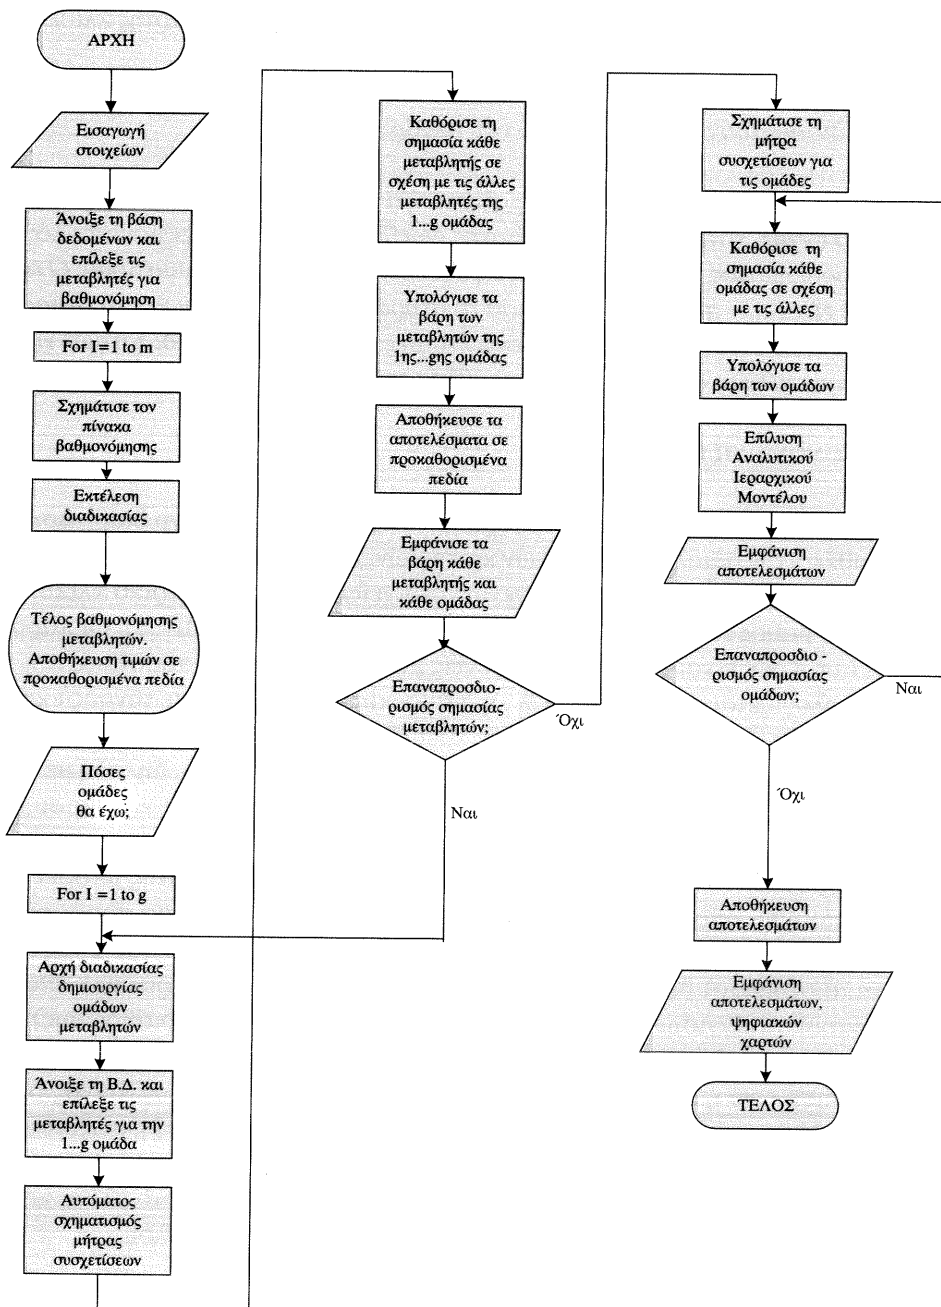 ΑΡΧΗ
Εισαγωγή
στοιχείων
Άνοιξε τη βάση
δεδομένων και
επίλεξε τις
μεταβλητές για
βαθμονόμηση
For I=1 to m
Σχημάτισε τον
πίνακα
βαθμονόμησης
Εκτέλεση
διαδικασίας
Τέλος βαθμονόμησης
μεταβλητών.
Αποθήκευση τιμών σε
προκαθορισμένα πεδία
Πόσες
ομάδες
θα έχω;
For I =1 to g
Αρχή διαδικασίας
δημιουργίας
ομάδων
μεταβλητών
Άνοιξε τη Β.Δ. και
επίλεξε τις
μεταβλητές για την
1...g ομάδα
Αυτόματος
σχηματισμός
μήτρας
συσχετίσεων
Καθόρισε τη
σημασία κάθε
μεταβλητής σε
σχέση με τις άλλες
μεταβλητές της
1...g ομάδας
Υπολόγισε τα
βάρη των
μεταβλητών της
1ης...gης ομάδας
Αποθήκευσε τα
αποτελέσματα σε
προκαθορισμένα
πεδία
Εμφάνισε τα
βάρη κάθε
μεταβλητής και
κάθε ομάδας
Επαναπροσδιο-
ρισμός σημασίας
μεταβλητών;
Όχι
Ναι
Σχημάτισε τη
μήτρα
συσχετίσεων για
τις ομάδες
Καθόρισε τη
σημασία κάθε
ομάδας σε σχέση
με τις άλλες
Υπολόγισε τα
βάρη των ομάδων
Επίλυση
Αναλυτικού
Ιεραρχικού
Μοντέλου
Εμφάνιση
αποτελεσμάτων
Επαναπροσδιο -
ρισμός σημασίας
ομάδων;
Ναι
Όχι
Αποθήκευση
αποτελεσμάτων
Εμφάνιση
αποτελεσμάτων,
ψηφιακών
χαρτών
ΤΕΛΟΣ